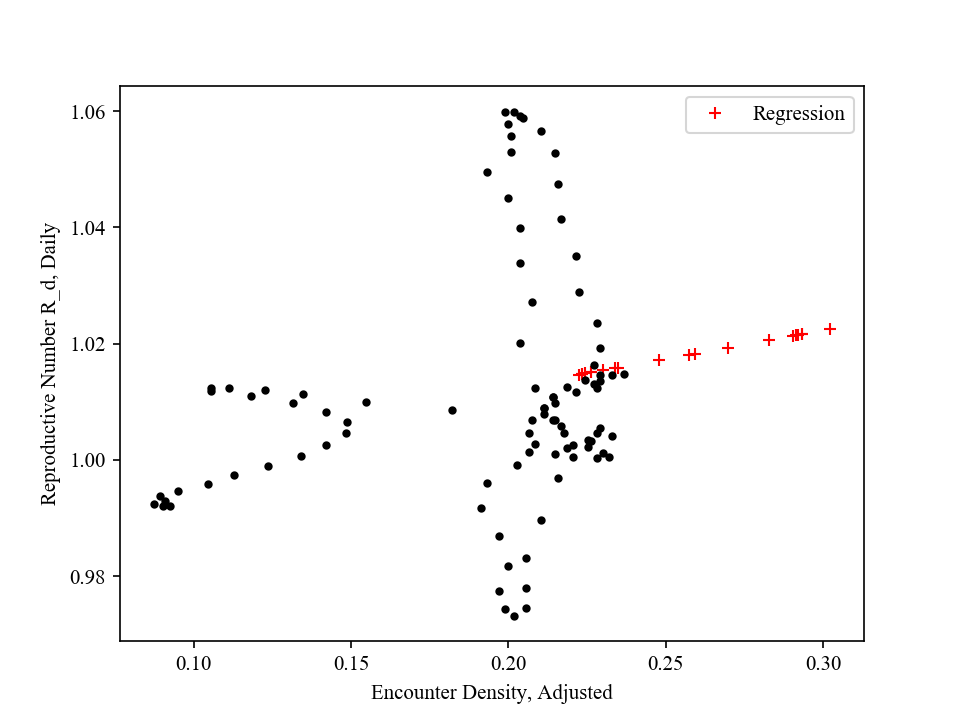 Regression
Reproductive Number R_d, Daily
1.06
1.04
1.02
1.00
0.98
0.10 0.15 0.20 0.25 0.30
Encounter Density, Adjusted